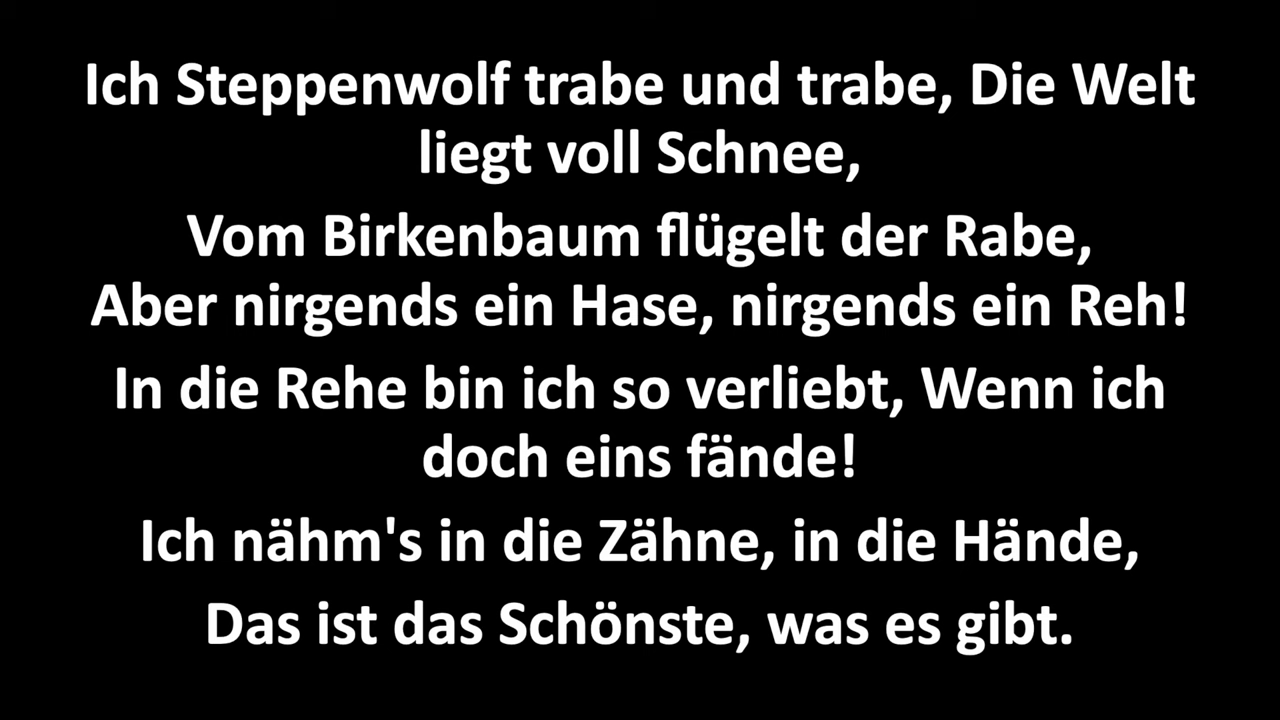 Ich Steppenwolf trabe und trabe, Die Welt
liegt voll Schnee,
Vom Birkenbaum flügelt der Rabe,
Aber nirgends ein Hase, nirgends ein Reh!
In die Rehe bin ich so verliebt, Wenn ich
doch eins fände!
Ich nähm's in die Zähne, in die Hände,
Das ist das Schönste, was es gibt.